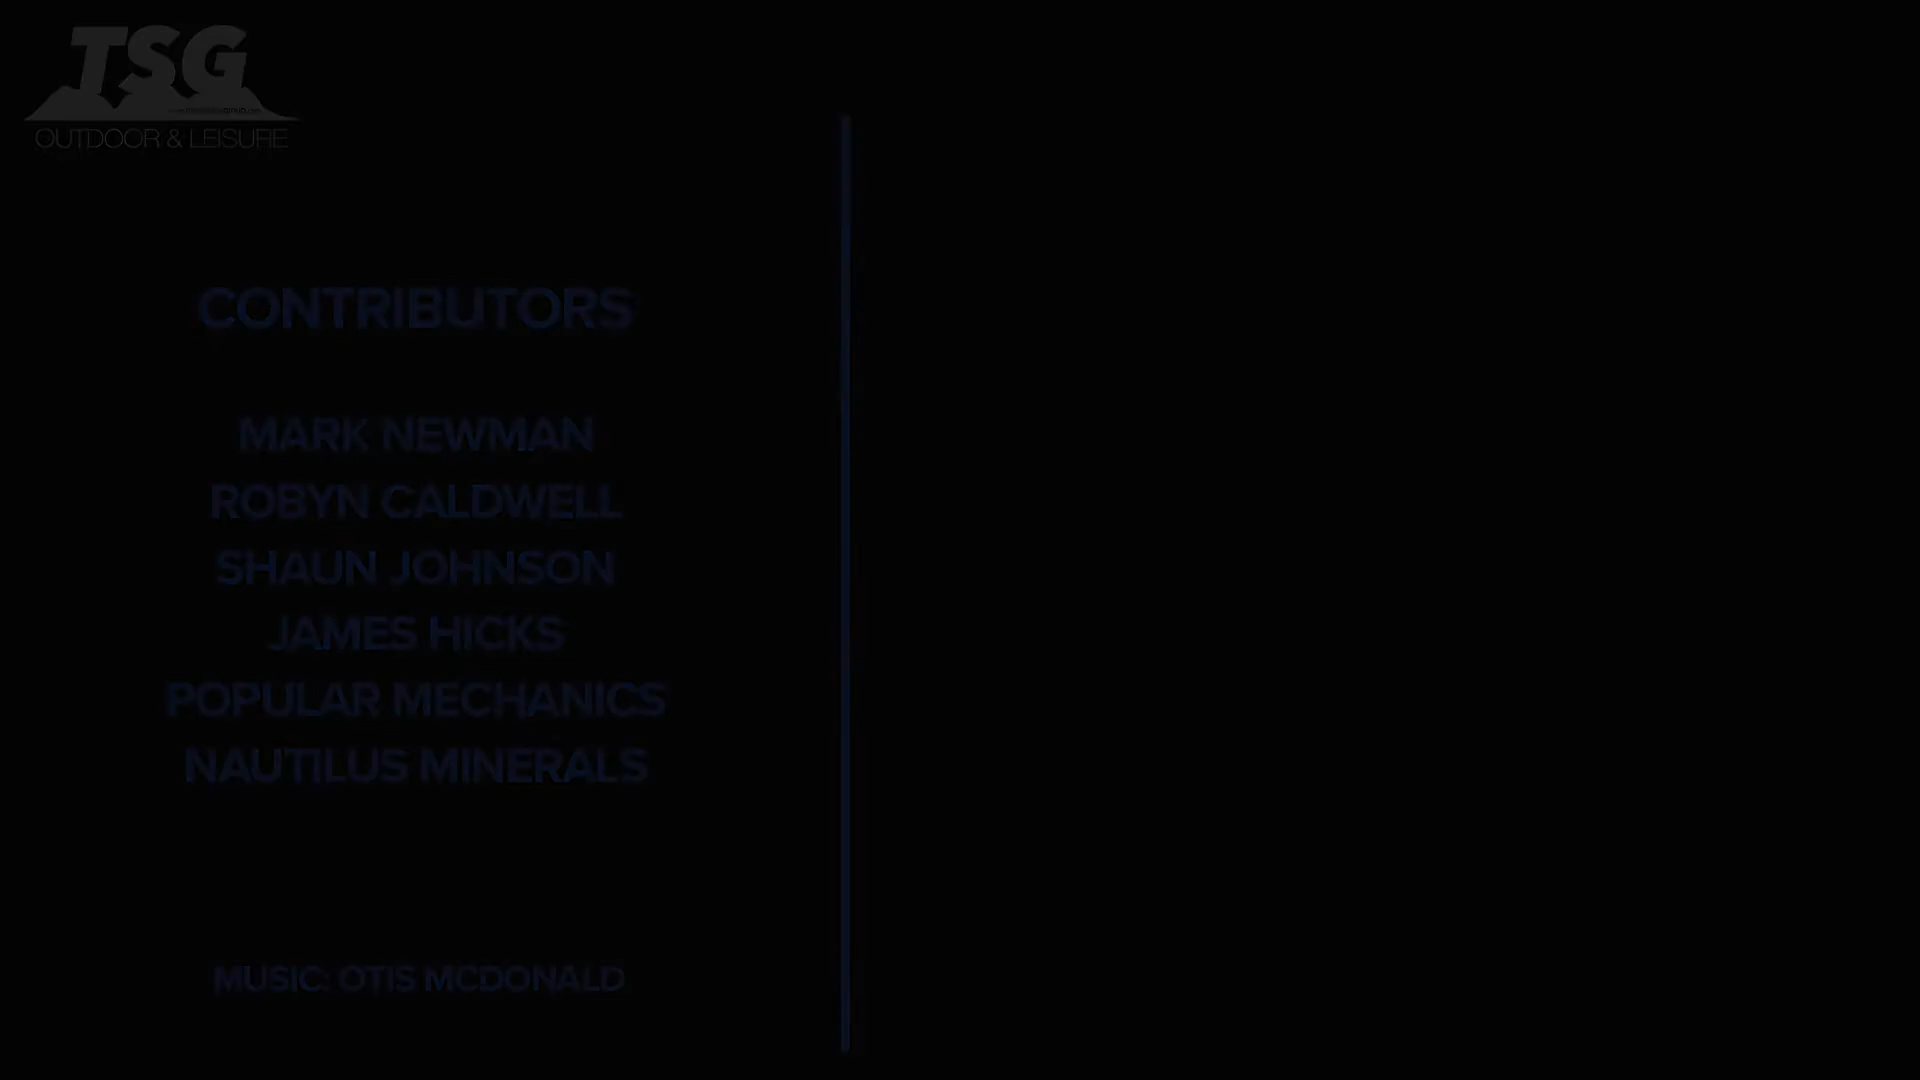 TSG
OUTDOOR & LEISURE
CONTRIBUTORS
MARK NEWMAN
ROBYN CALDWELL
SHAUN JOHNSON
JAMES HICKS
POPULAR MECHANICS
NAUTILUS MINERALS
MUSIC: OTIS MCDONALD